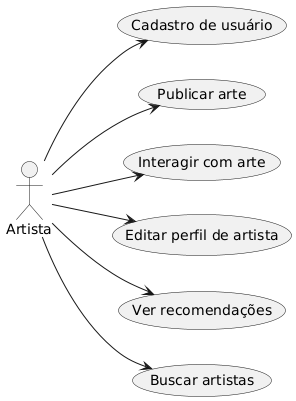 Cadastro de usuário
Publicar arte
Interagir com arte
Artista
Editar perfil de artista
Ver recomendações
Buscar artistas